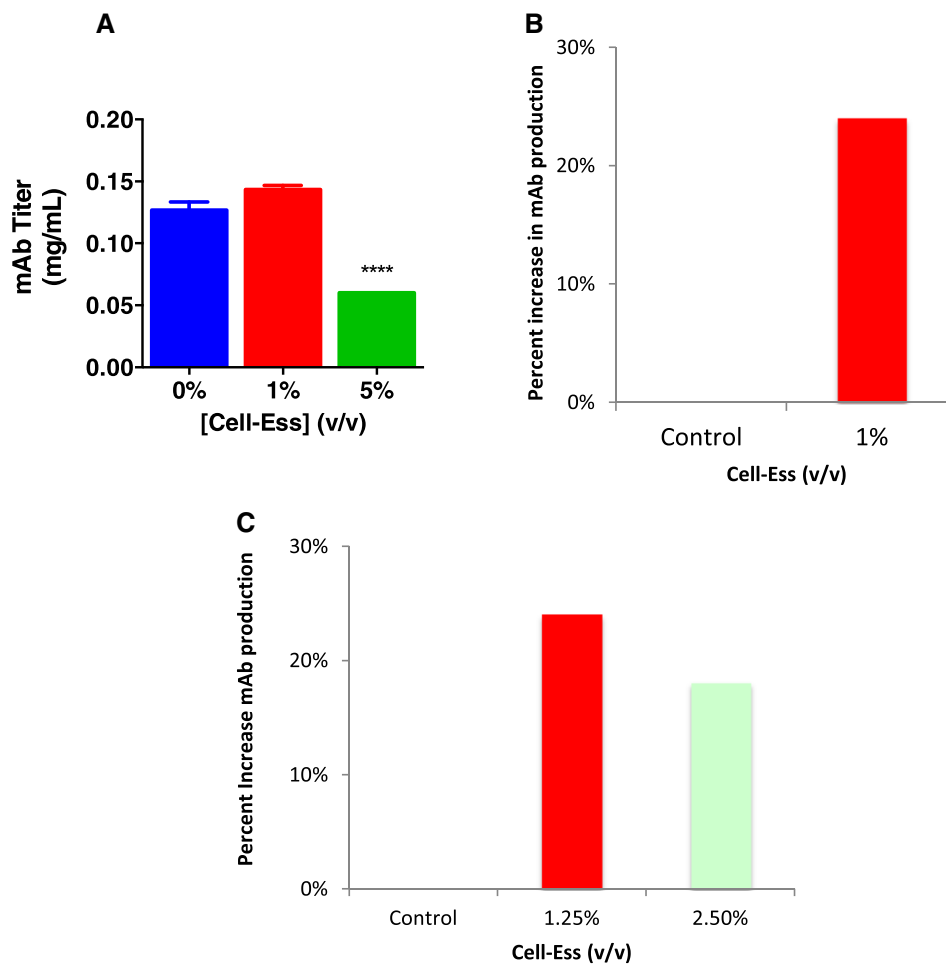 A
mAb Titer
(mg/mL)
0.20
0.15
0.10
0.05
0.00
****
0%
1%
5%
[Cell-Ess] (v/v)
B
Percent increase in mAb production
30%
20%
10%
0%
Control
1%
Cell-Ess (v/v)
C
Percent Increase mAb production
30%
20%
10%
0%
Control
1.25%
2.50%
Cell-Ess (v/v)